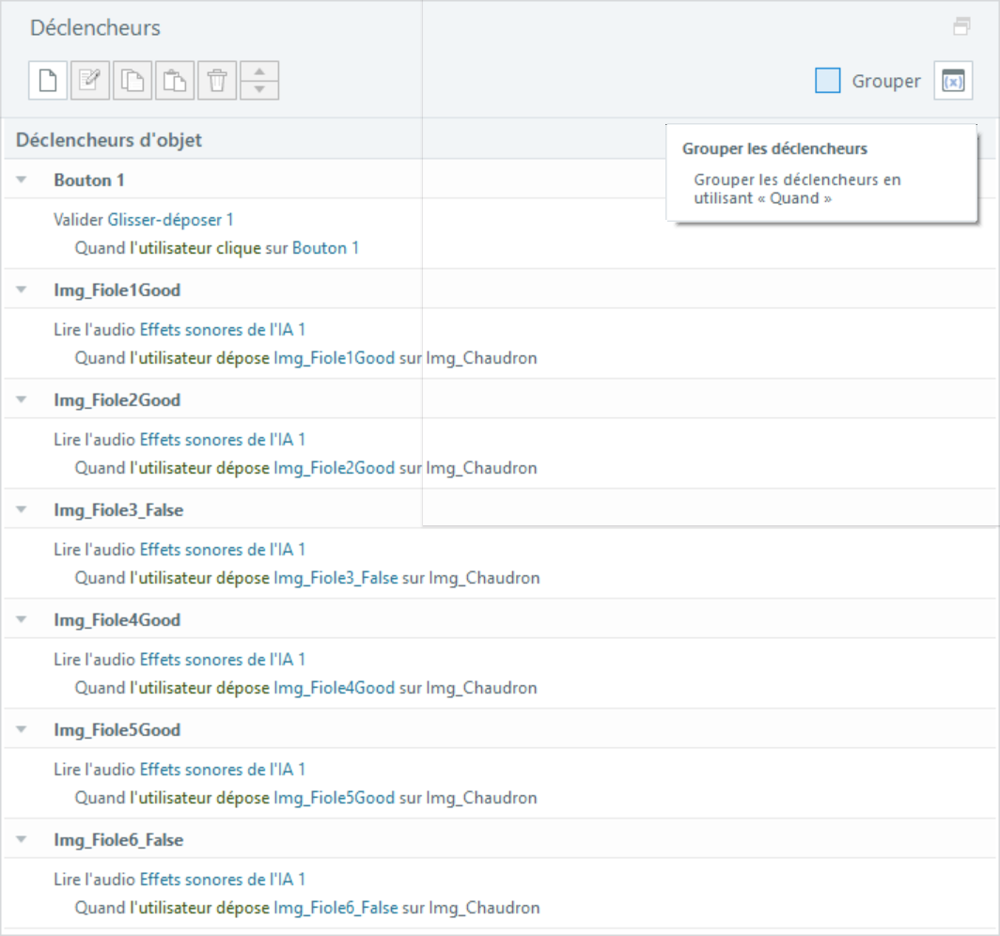 Déclencheurs
Grouper
(x)
Déclencheurs d'objet
Grouper les déclencheurs
Grouper les déclencheurs en
utilisant « Quand »
Bouton 1
Valider Glisser-déposer 1
Quand l'utilisateur clique sur Bouton 1
Img_Fiole1Good
Lire l'audio Effets sonores de l'IA 1
Quand l'utilisateur dépose Img_Fiole1Good sur Img_Chaudron
Img_Fiole2Good
Lire l'audio Effets sonores de l'IA 1
Quand l'utilisateur dépose Img_Fiole2Good sur Img_Chaudron
Img_Fiole3_False
Lire l'audio Effets sonores de l'IA 1
Quand l'utilisateur dépose Img_Fiole3_False sur Img_Chaudron
Img_Fiole4Good
Lire l'audio Effets sonores de l'IA 1
Quand l'utilisateur dépose Img_Fiole4Good sur Img_Chaudron
Img_Fiole5Good
Lire l'audio Effets sonores de l'IA 1
Quand l'utilisateur dépose Img_Fiole5Good sur Img_Chaudron
Img_Fiole6_False
Lire l'audio Effets sonores de l'IA 1
Quand l'utilisateur dépose Img_Fiole6_False sur Img_Chaudron